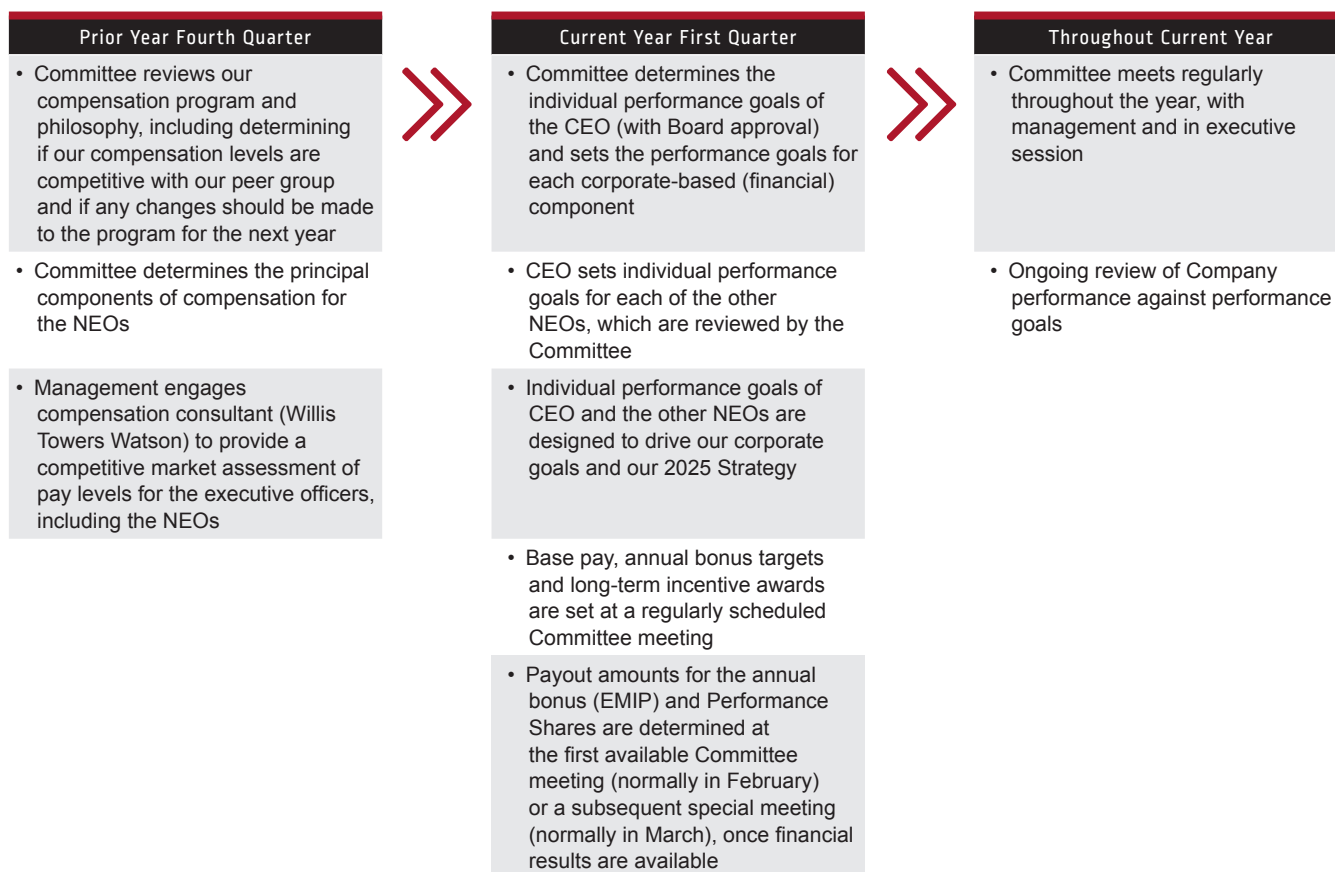 Prior Year Fourth Quarter
• Committee reviews our
compensation program and
philosophy, including determining
if our compensation levels are
competitive with our peer group
and if any changes should be made
to the program for the next year
• Committee determines the principal
components of compensation for
the NEOs
• Management engages
compensation consultant (Willis
Towers Watson) to provide a
competitive market assessment of
pay levels for the executive officers,
including the NEOs
Current Year First Quarter
• Committee determines the
individual performance goals of
the CEO (with Board approval)
and sets the performance goals for
each corporate-based (financial)
component
• CEO sets individual performance
goals for each of the other
NEOs, which are reviewed by the
Committee
• Individual performance goals of
CEO and the other NEOs are
designed to drive our corporate
goals and our 2025 Strategy
• Base pay, annual bonus targets
and long-term incentive awards
are set at a regularly scheduled
Committee meeting
• Payout amounts for the annual
bonus (EMIP) and Performance
Shares are determined at
the first available Committee
meeting (normally in February)
or a subsequent special meeting
(normally in March), once financial
results are available
Throughout Current Year
• Committee meets regularly
throughout the year, with
management and in executive
session
• Ongoing review of Company
performance against performance
goals